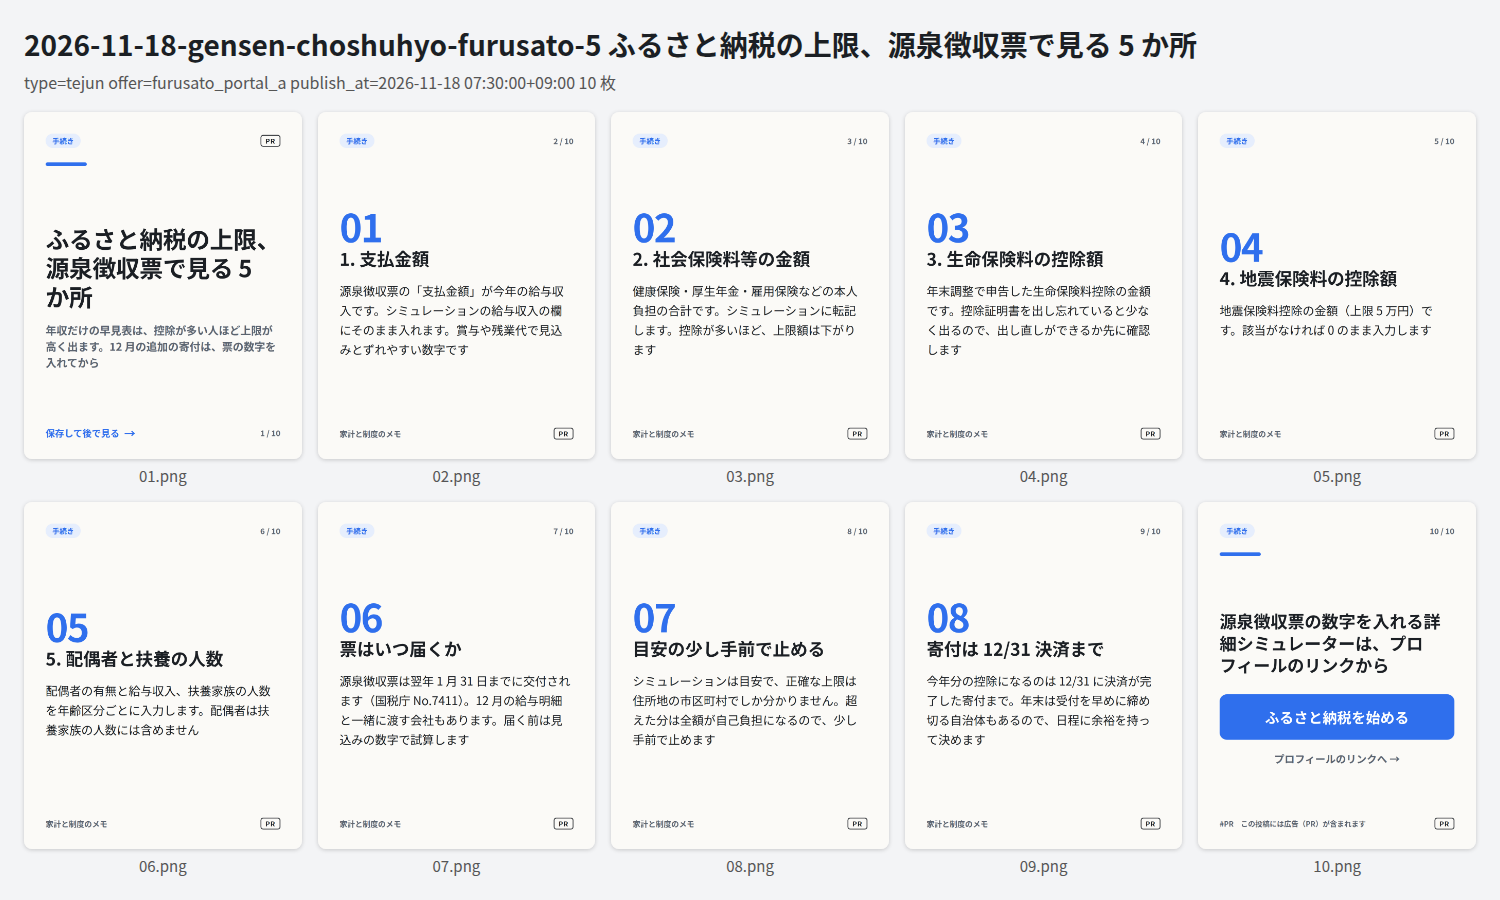 2026-11-18-gensen-choshuhyo-furusato-5 ふるさと納税の上限、源泉徴収票で見る 5 か所
type=tejun offer=furusato_portal_a publish_at=2026-11-18 07:30:00+09:00 10 枚
手続き
PR
ふるさと納税の上限、
源泉徴収票で見る 5
か所
年収だけの早見表は、控除が多い人ほど上限が
高く出ます。12 月の追加の寄付は、票の数字を
入れてから
保存して後で見る →
1 / 10
01.png
手続き
2 / 10
01
1. 支払金額
源泉徴収票の「支払金額」が今年の給与収
入です。シミュレーションの給与収入の欄
にそのまま入れます。賞与や残業代で見込
みとずれやすい数字です
家計と制度のメモ
PR
02.png
手続き
3 / 10
02
2. 社会保険料等の金額
健康保険・厚生年金・雇用保険などの本人
負担の合計です。シミュレーションに転記
します。控除が多いほど、上限額は下がり
ます
家計と制度のメモ
PR
03.png
手続き
4 / 10
03
3. 生命保険料の控除額
年末調整で申告した生命保険料控除の金額
です。控除証明書を出し忘れていると少な
く出るので、出し直しができるか先に確認
します
家計と制度のメモ
PR
04.png
手続き
5 / 10
04
4. 地震保険料の控除額
地震保険料控除の金額（上限 5 万円）で
す。該当がなければ 0 のまま入力します
家計と制度のメモ
PR
05.png
手続き
6 / 10
05
5. 配偶者と扶養の人数
配偶者の有無と給与収入、扶養家族の人数
を年齢区分ごとに入力します。配偶者は扶
養家族の人数には含めません
家計と制度のメモ
PR
06.png
手続き
7 / 10
06
票はいつ届くか
源泉徴収票は翌年 1 月 31 日までに交付され
ます（国税庁 No.7411）。12 月の給与明細
と一緒に渡す会社もあります。届く前は見
込みの数字で試算します
家計と制度のメモ
PR
07.png
手続き
8 / 10
07
目安の少し手前で止める
シミュレーションは目安で、正確な上限は
住所地の市区町村でしか分かりません。超
えた分は全額が自己負担になるので、少し
手前で止めます
家計と制度のメモ
PR
08.png
手続き
9 / 10
08
寄付は 12/31 決済まで
今年分の控除になるのは 12/31 に決済が完
了した寄付まで。年末は受付を早めに締め
切る自治体もあるので、日程に余裕を持っ
て決めます
家計と制度のメモ
PR
09.png
手続き
10 / 10
源泉徴収票の数字を入れる詳
細シミュレーターは、プロ
フィールのリンクから
ふるさと納税を始める
プロフィールのリンクへ →
#PR この投稿には広告（PR）が含まれます
PR
10.png